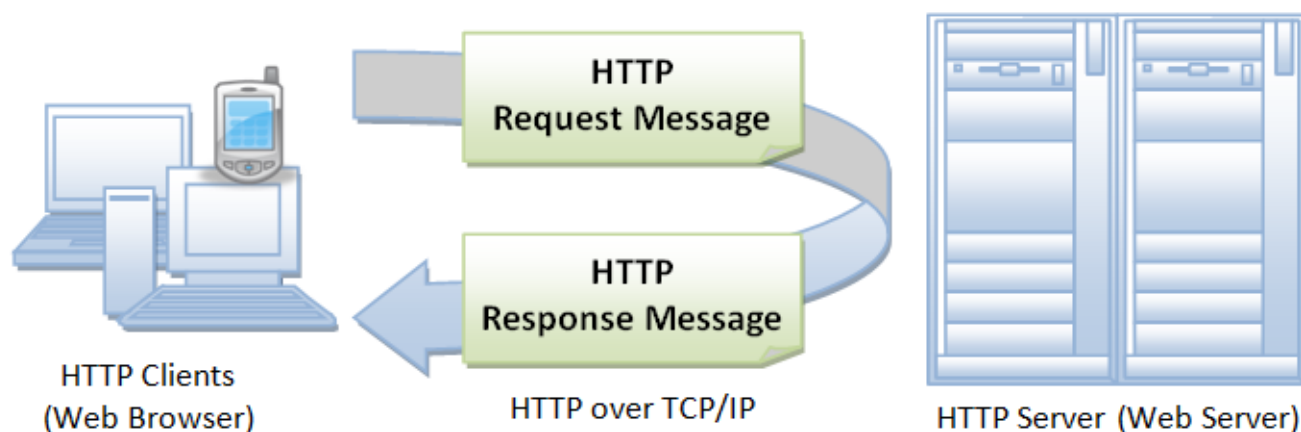 HTTP
Request Message
HTTP
Response Message
HTTP Clients
(Web Browser)
HTTP over TCP/IP
HTTP Server (Web Server)